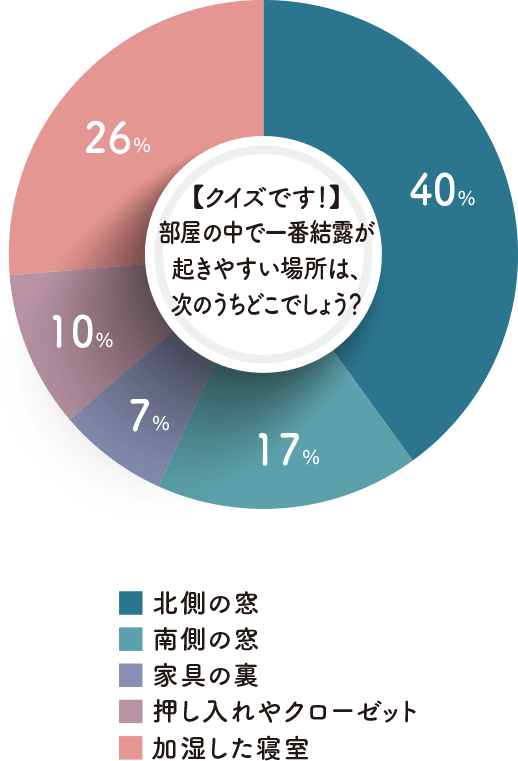 26%
40%
【クイズです!】
部屋の中で一番結露が
起きやすい場所は、
次のうちどこでしょう?
10%
7%
17%
北側の窓
南側の窓
家具の裏
押し入れやクローゼット
加湿した寝室